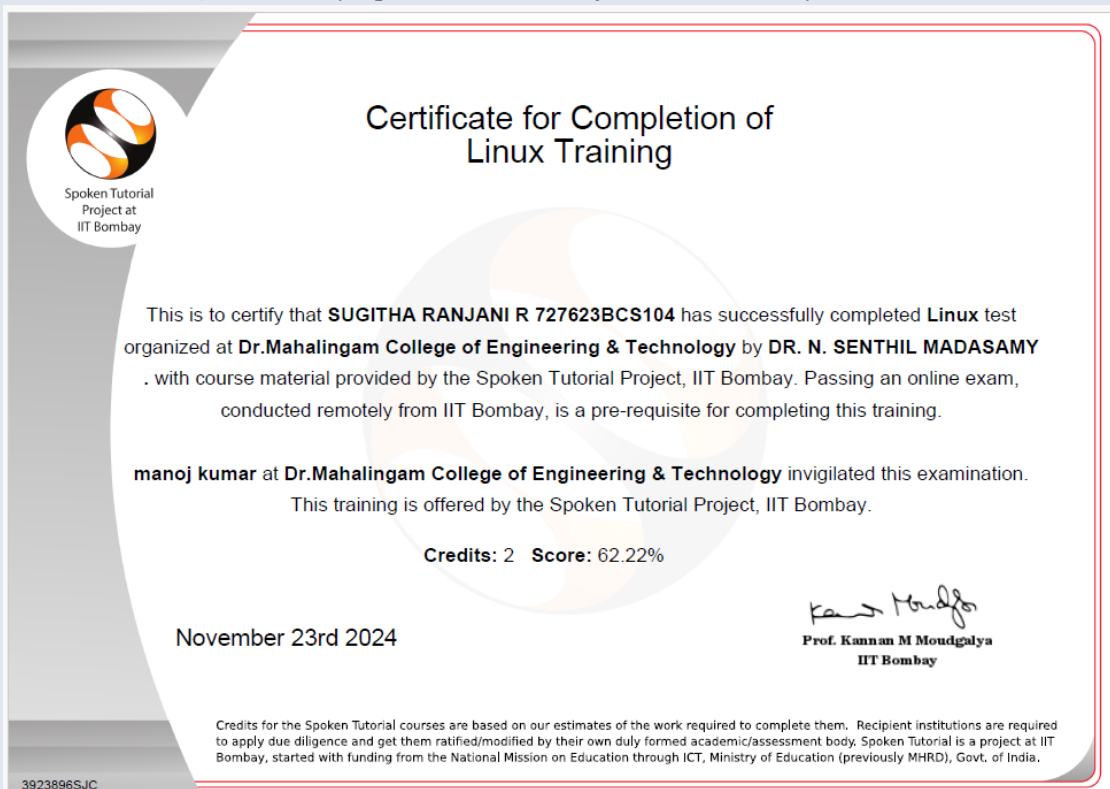 Spoken Tutorial
Project at
IIT Bombay
Certificate for Completion of
Linux Training
This is to certify that SUGITHA RANJANI R 727623BCS104 has successfully completed Linux test
organized at Dr.Mahalingam College of Engineering & Technology by DR. N. SENTHIL MADASAMY
. with course material provided by the Spoken Tutorial Project, IIT Bombay. Passing an online exam,
conducted remotely from IIT Bombay, is a pre-requisite for completing this training.
manoj kumar at Dr.Mahalingam College of Engineering & Technology invigilated this examination.
This training is offered by the Spoken Tutorial Project, IIT Bombay.
Credits: 2 Score: 62.22%
November 23rd 2024
Prof. Kannan M Moudgalya
IIT Bombay
Credits for the Spoken Tutorial courses are based on our estimates of the work required to complete them. Recipient institutions are required
to apply due diligence and get them ratified/modified by their own duly formed academic/assessment body. Spoken Tutorial is a project at IIT
Bombay, started with funding from the National Mission on Education through ICT, Ministry of Education (previously MHRD), Govt. of India.
3923896SJC